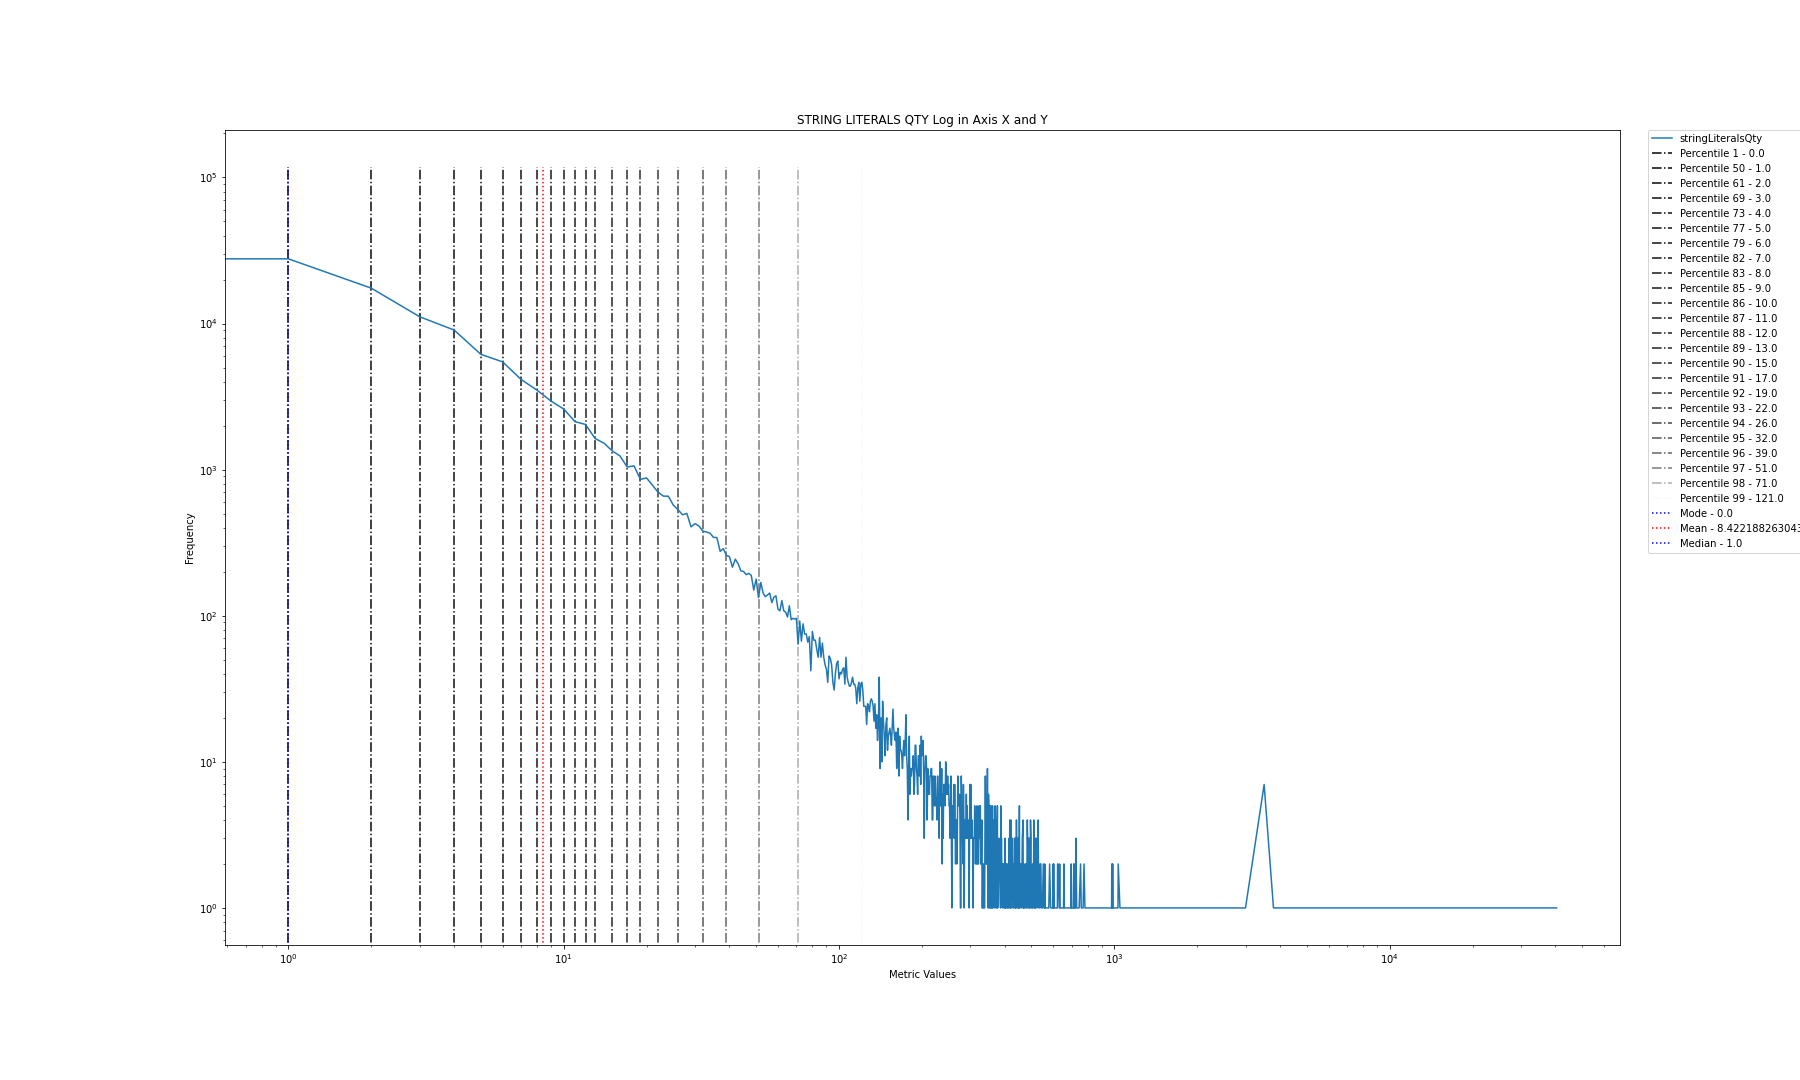 STRING LITERALS QTY Log in Axis X and Y
10⁵
10⁴
10³
10²
10¹
10⁰
Frequency
10⁰ 10¹ 10² 10³ 10⁴
Metric Values
stringLiteralsQty
Percentile 1 - 0.0
Percentile 50 - 1.0
Percentile 61 - 2.0
Percentile 69 - 3.0
Percentile 73 - 4.0
Percentile 77 - 5.0
Percentile 79 - 6.0
Percentile 82 - 7.0
Percentile 83 - 8.0
Percentile 85 - 9.0
Percentile 86 - 10.0
Percentile 87 - 11.0
Percentile 88 - 12.0
Percentile 89 - 13.0
Percentile 90 - 15.0
Percentile 91 - 17.0
Percentile 92 - 19.0
Percentile 93 - 22.0
Percentile 94 - 26.0
Percentile 95 - 32.0
Percentile 96 - 39.0
Percentile 97 - 51.0
Percentile 98 - 71.0
Percentile 99 - 121.0
Mode - 0.0
Mean - 8.422188263043
Median - 1.0